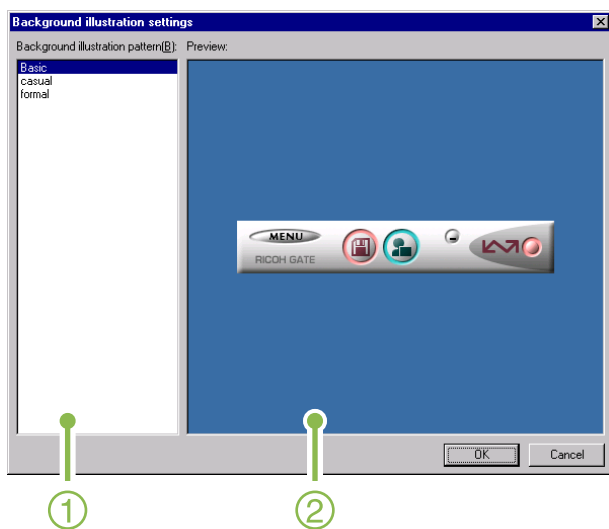 Background illustration settings
Background illustration pattern(B): Preview:
Basic
casual
formal
MENU
RICOH GATE
OK Cancel
1 2